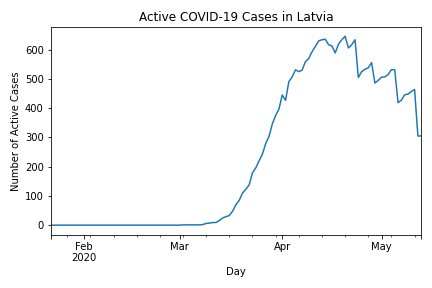 Active COVID-19 Cases in Latvia
Number of Active Cases
600
500
400
300
200
100
0
Feb
2020
Mar
Apr
May
Day